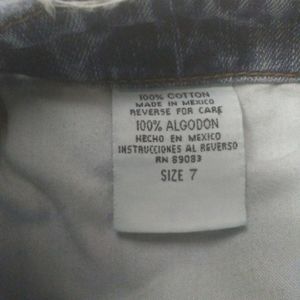 100% COTTON
MADE IN MEXICO
REVERSE FOR CARE
100% ALGODON
HECHO EN MEXICO
INSTRUCCIONES AL REVERSO
RN 69083
SIZE 7